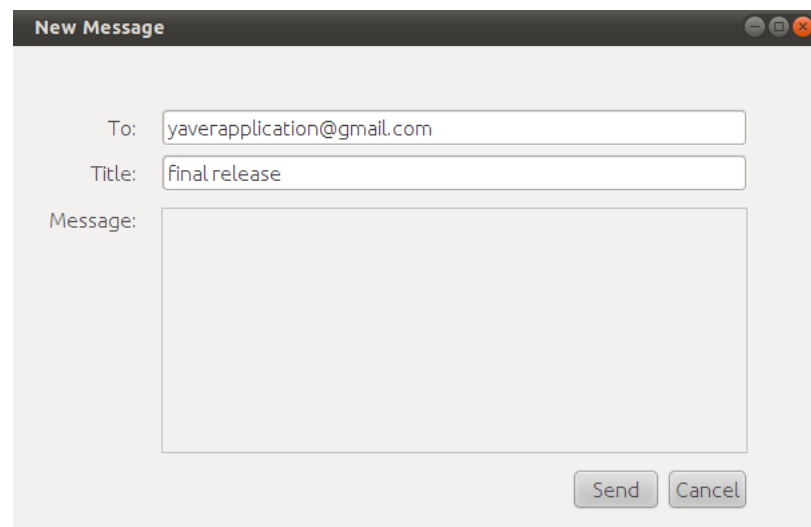 New Message
To: yaverapplication@gmail.com
Title: final release
Message:
Send Cancel